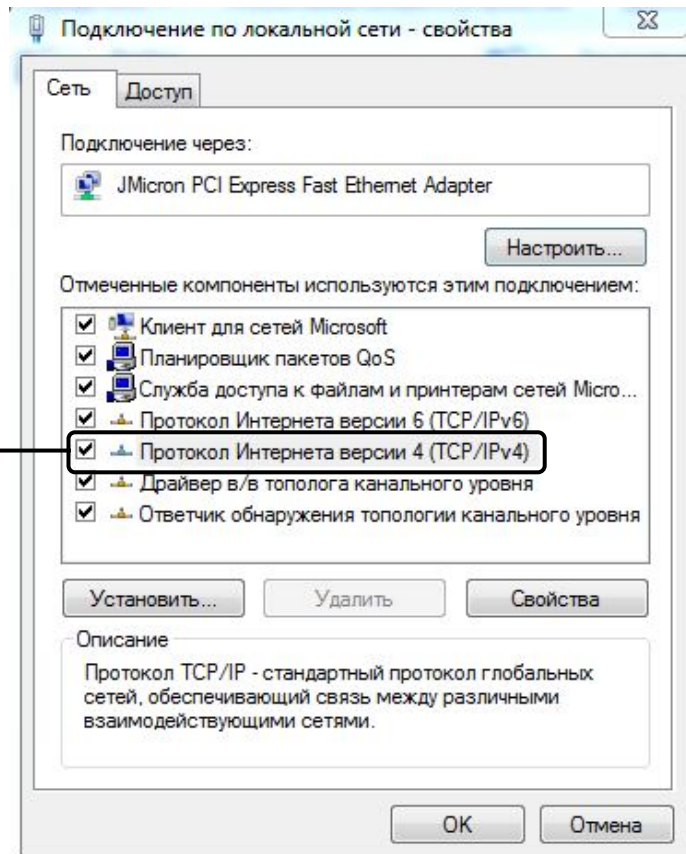 Подключение по локальной сети - свойства
Сеть
Доступ
Подключение через:
JMicron PCI Express Fast Ethernet Adapter
Настроить...
Отмеченные компоненты используются этим подключением:
Клиент для сетей Microsoft
Планировщик пакетов QoS
Служба доступа к файлам и принтерам сетей Micro...
Протокол Интернета версии 6 (TCP/IPv6)
Протокол Интернета версии 4 (TCP/IPv4)
Драйвер в/в тополога канального уровня
Ответчик обнаружения топологии канального уровня
Установить...
Удалить
Свойства
Описание
Протокол TCP/IP - стандартный протокол глобальных
сетей, обеспечивающий связь между различными
взаимодействующими сетями.
OK
Отмена